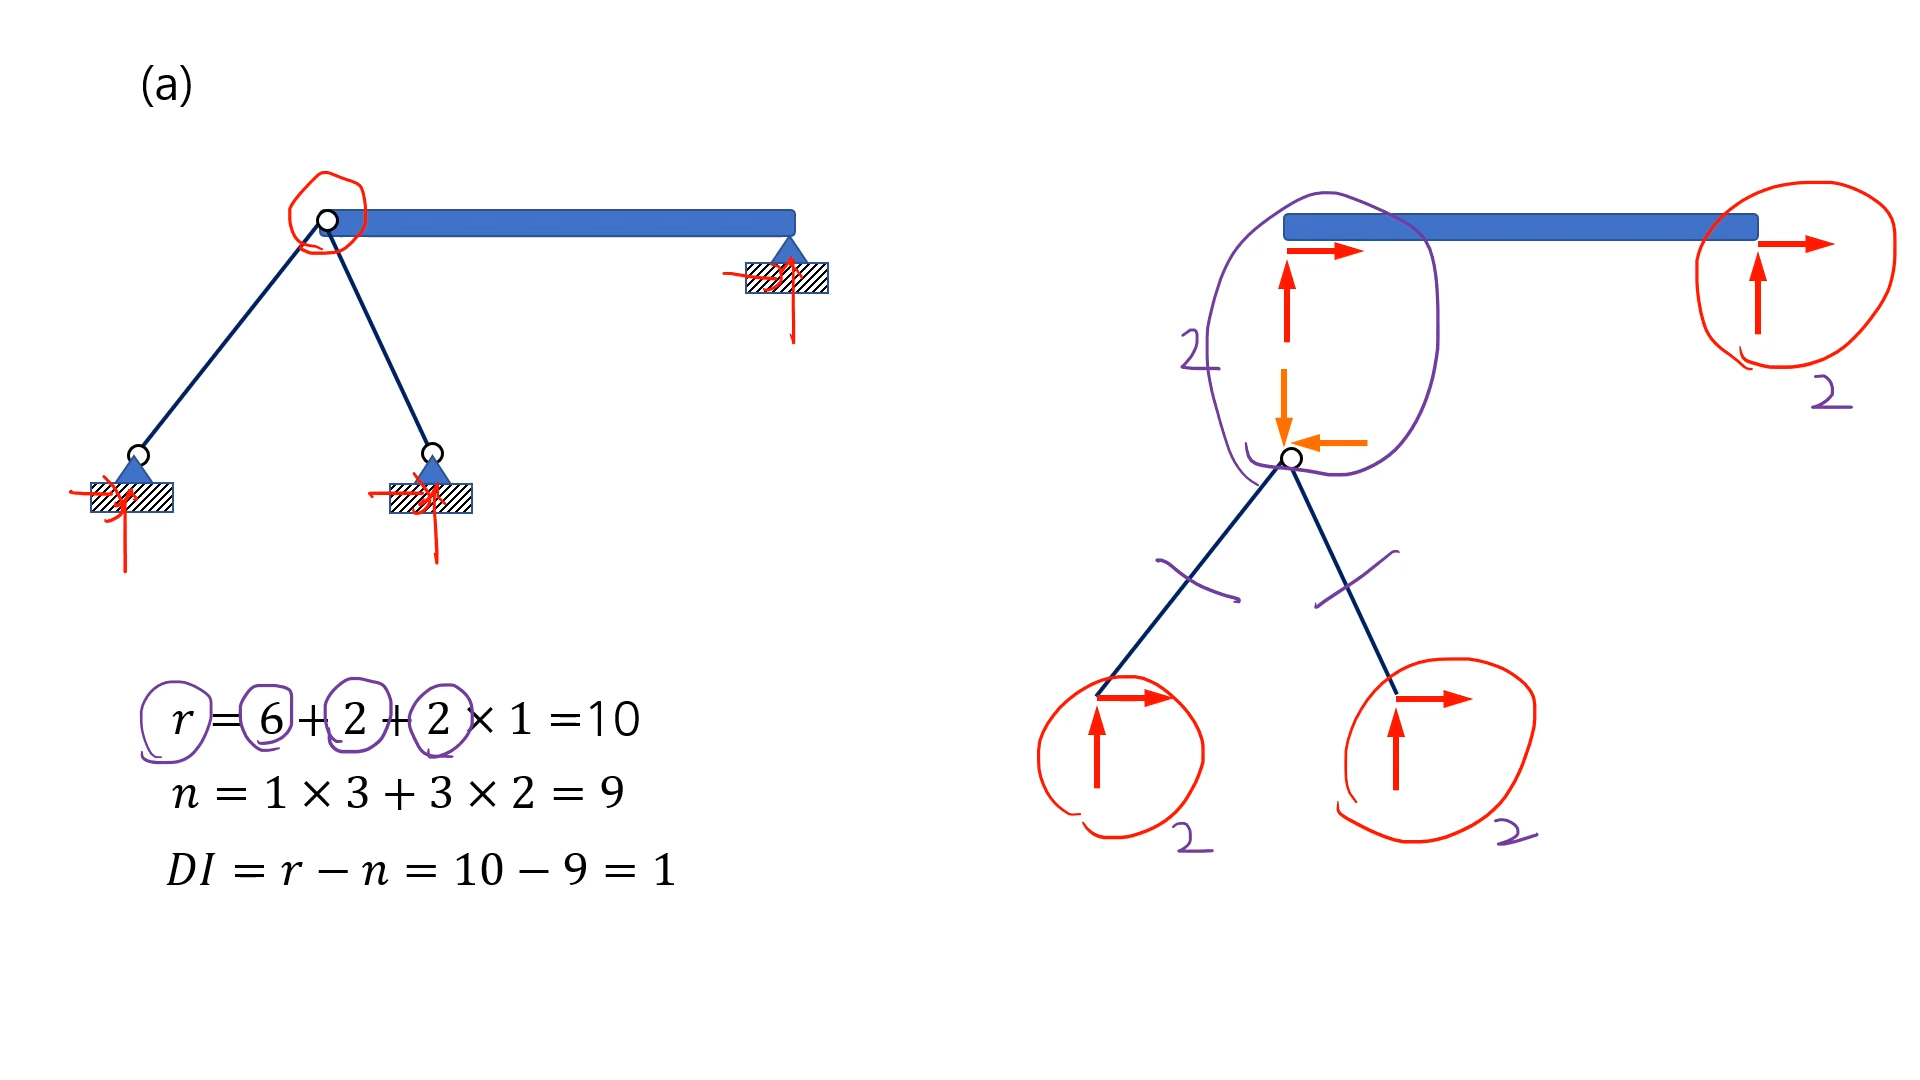 (a)
2
2
r = 6 + 2 + 2 × 1 = 10
n = 1 × 3 + 3 × 2 = 9
DI = r − n = 10 − 9 = 1
2
2